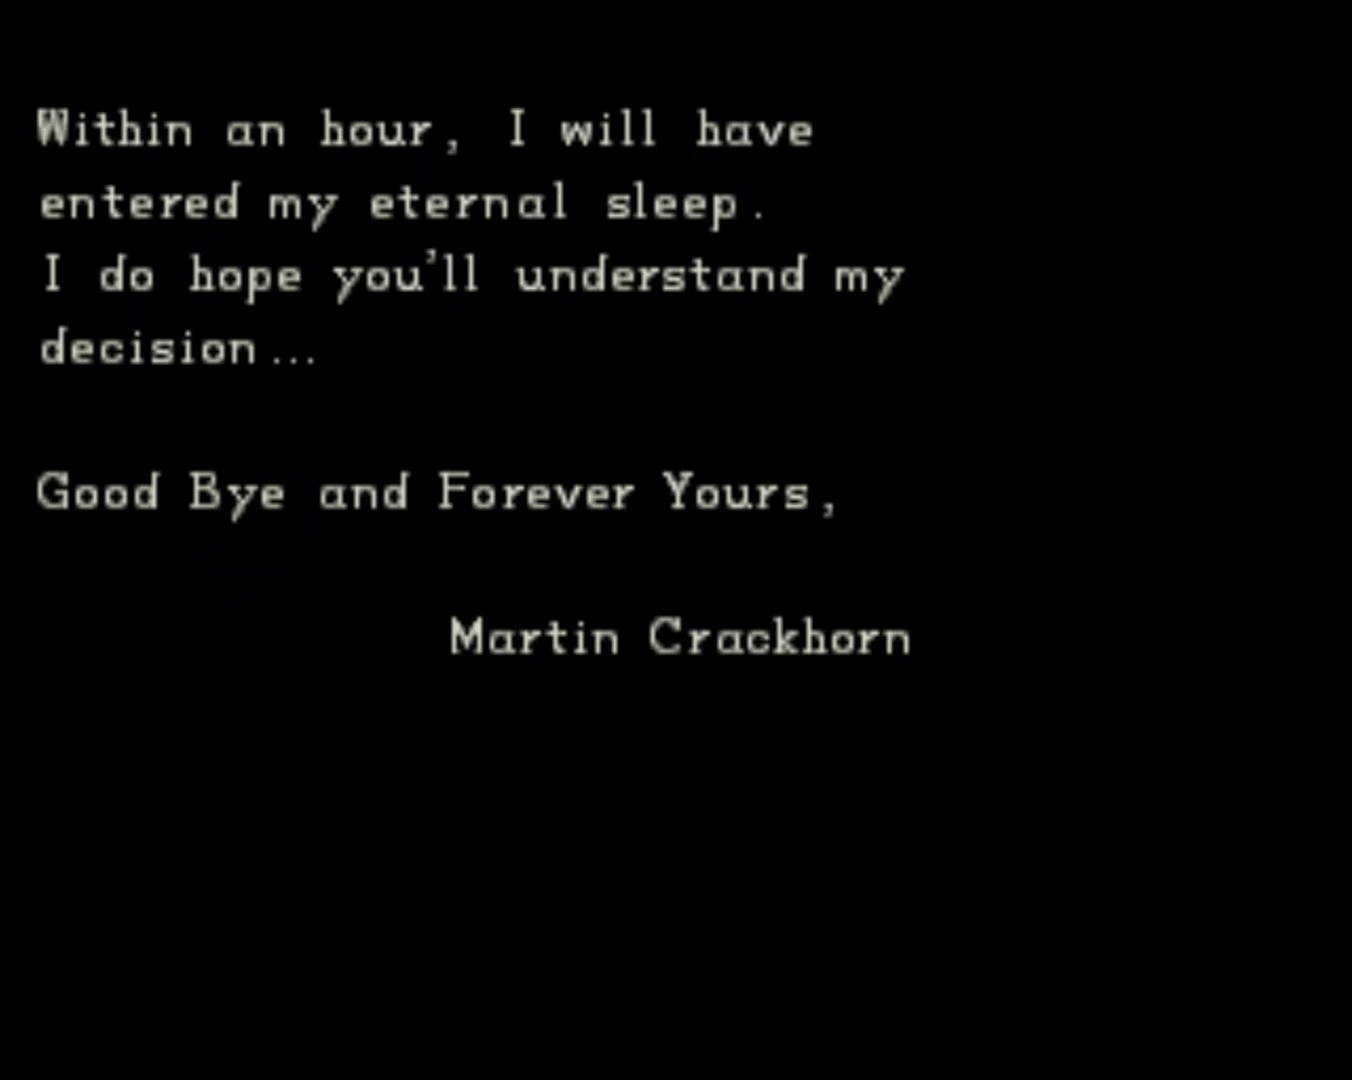 Within an hour, I will have
entered my eternal sleep.
I do hope you'll understand my
decision...
Good Bye and Forever Yours,
Martin Crackhorn